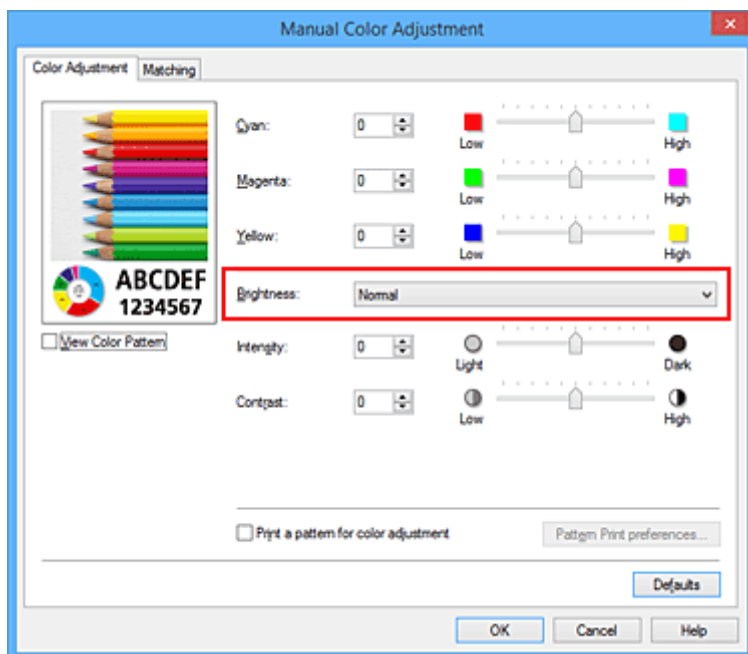 Manual Color Adjustment
Color Adjustment Matching
Cyan: 0 Low High
Magenta: 0 Low High
Yellow: 0 Low High
ABCDEF
1234567
Brightness: Normal
View Color Pattern
Intensity: 0 Light Dark
Contrast: 0 Low High
Print a pattern for color adjustment Pattern Print preferences...
Defaults
OK Cancel Help